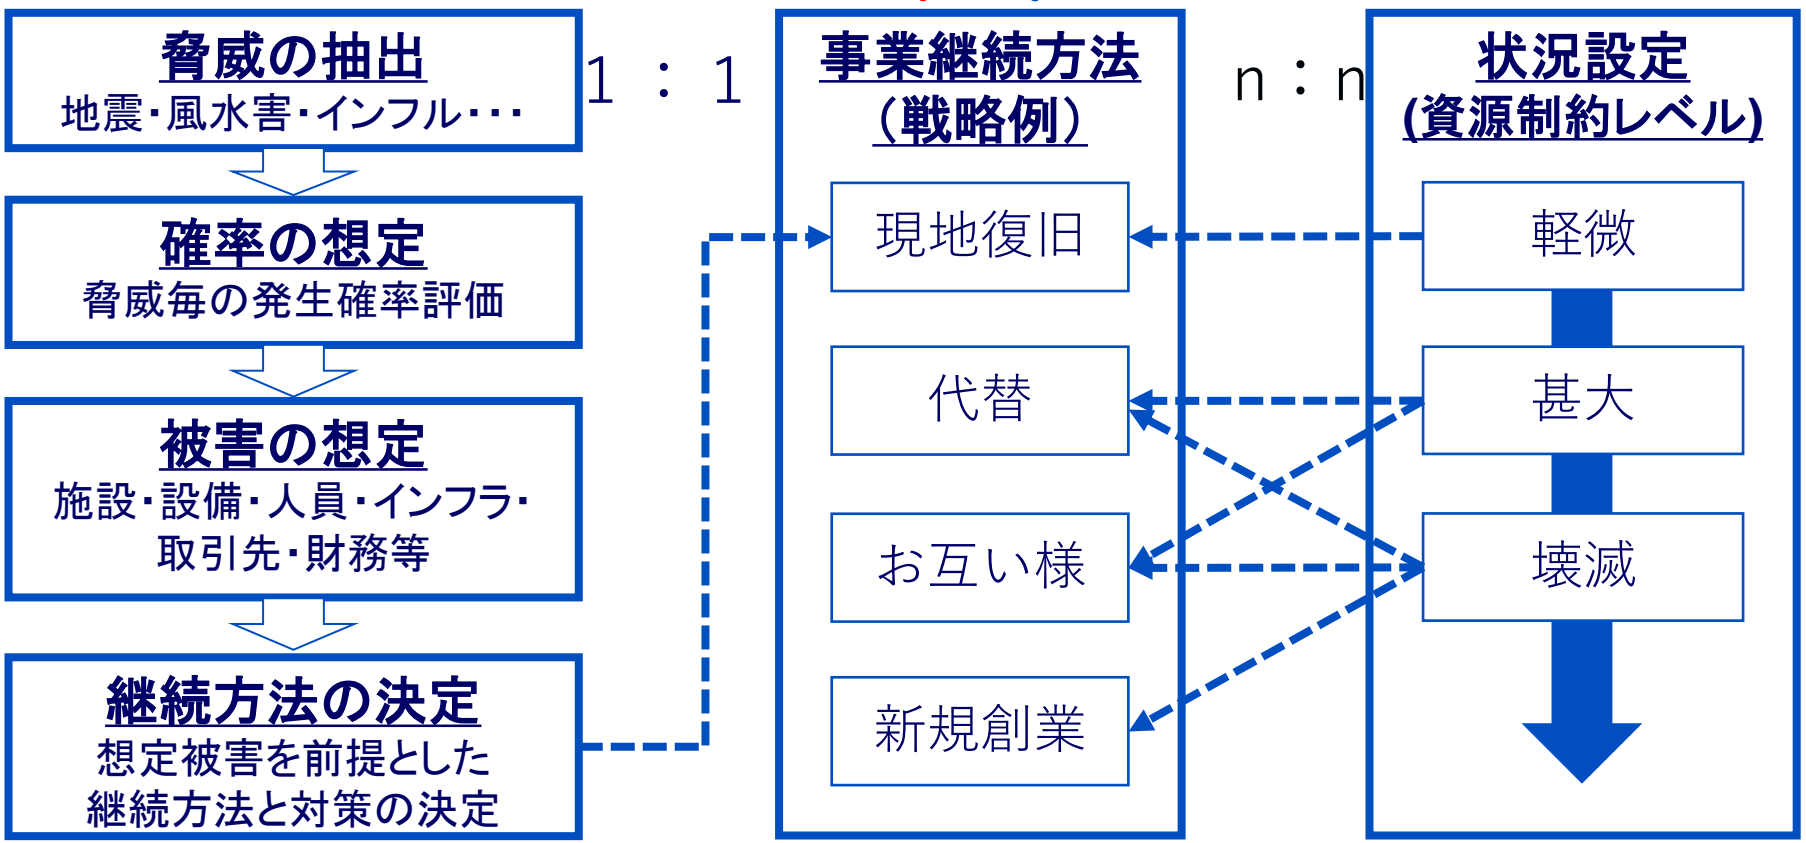 脅威の抽出
地震・風水害・インフル・・・
確率の想定
脅威毎の発生確率評価
被害の想定
施設・設備・人員・インフラ・
取引先・財務等
継続方法の決定
想定被害を前提とした
継続方法と対策の決定
1：1
事業継続方法
（戦略例）
現地復旧
代替
お互い様
新規創業
n：n
状況設定
(資源制約レベル)
軽微
甚大
壊滅